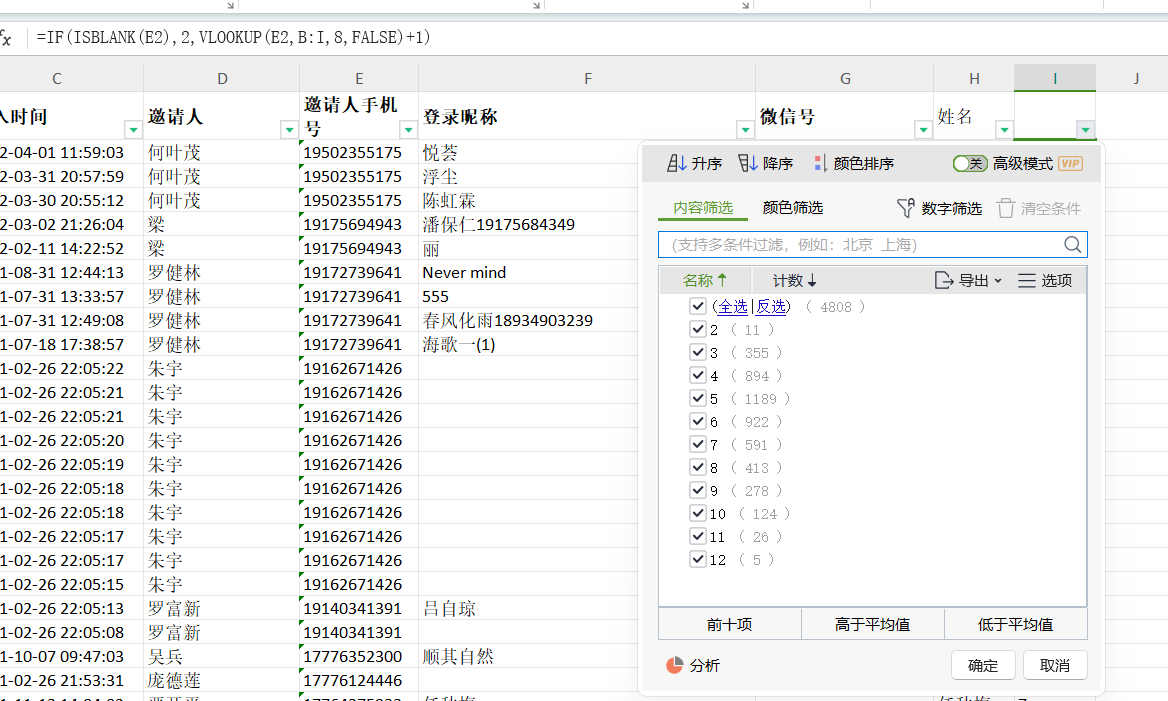 fx =IF(ISBLANK(E2),2,VLOOKUP(E2,B:I,8,FALSE)+1)
C D E F G H I J
入时间 邀请人 邀请人手机号 登录昵称 微信号 姓名
2-04-01 11:59:03 何叶茂 19502355175 悦荟
2-03-31 20:57:59 何叶茂 19502355175 浮尘
2-03-30 20:55:12 何叶茂 19502355175 陈虹霖
2-03-02 21:26:04 梁 19175694943 潘保仁19175684349
2-02-11 14:22:52 梁 19175694943 丽
1-08-31 12:44:13 罗健林 19172739641 Never mind
1-07-31 13:33:57 罗健林 19172739641 555
1-07-31 12:49:08 罗健林 19172739641 春风化雨18934903239
1-07-18 17:38:57 罗健林 19172739641 海歌一(1)
1-02-26 22:05:22 朱宇 19162671426
1-02-26 22:05:21 朱宇 19162671426
1-02-26 22:05:21 朱宇 19162671426
1-02-26 22:05:20 朱宇 19162671426
1-02-26 22:05:19 朱宇 19162671426
1-02-26 22:05:18 朱宇 19162671426
1-02-26 22:05:18 朱宇 19162671426
1-02-26 22:05:17 朱宇 19162671426
1-02-26 22:05:17 朱宇 19162671426
1-02-26 22:05:15 朱宇 19162671426
1-02-26 22:05:13 罗富新 19140341391 吕自琼
1-02-26 22:05:08 罗富新 19140341391
1-10-07 09:47:03 吴兵 17776352300 顺其自然
1-02-26 21:53:31 庞德莲 17776124446
升序 降序 颜色排序 关 高级模式 VIP
内容筛选 颜色筛选 数字筛选 清空条件
(支持多条件过滤，例如：北京 上海)
名称 计数 导出 选项
(全选|反选) （ 4808 ）
2 （ 11 ）
3 （ 355 ）
4 （ 894 ）
5 （ 1189 ）
6 （ 922 ）
7 （ 591 ）
8 （ 413 ）
9 （ 278 ）
10 （ 124 ）
11 （ 26 ）
12 （ 5 ）
前十项 高于平均值 低于平均值
分析 确定 取消